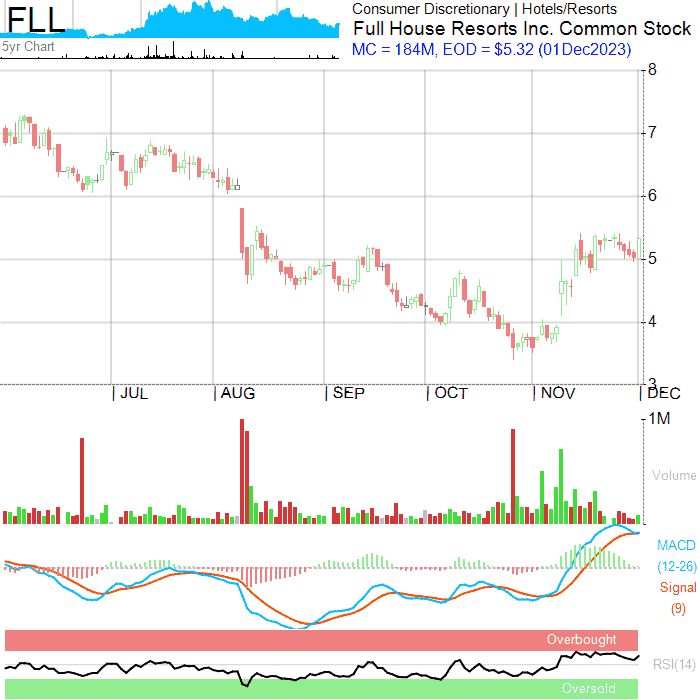 FLL
5yr Chart
Consumer Discretionary | Hotels/Resorts
Full House Resorts Inc. Common Stock
MC = 184M, EOD = $5.32 (01Dec2023)
8
7
6
5
4
3
JUL AUG SEP OCT NOV DEC
1M
Volume
MACD
(12-26)
Signal
(9)
Overbought
RSI(14)
Oversold